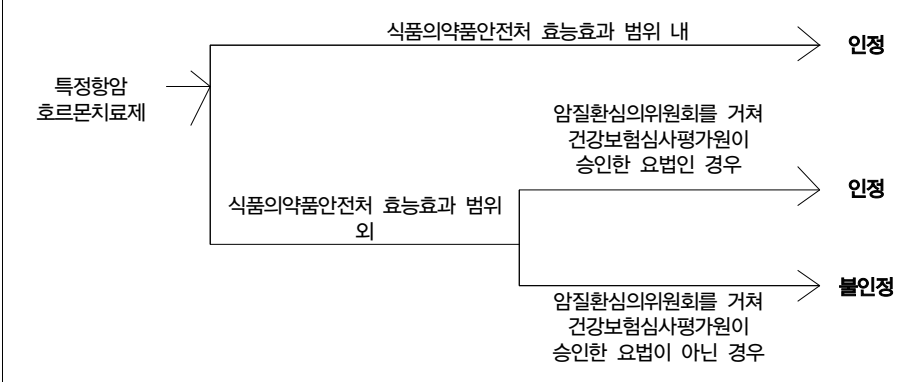 식품의약품안전처 효능효과 범위 내
인정
특정항암
호르몬치료제
암질환심의위원회를 거쳐
건강보험심사평가원이
승인한 요법인 경우
인정
식품의약품안전처 효능효과 범위
외
불인정
암질환심의위원회를 거쳐
건강보험심사평가원이
승인한 요법이 아닌 경우